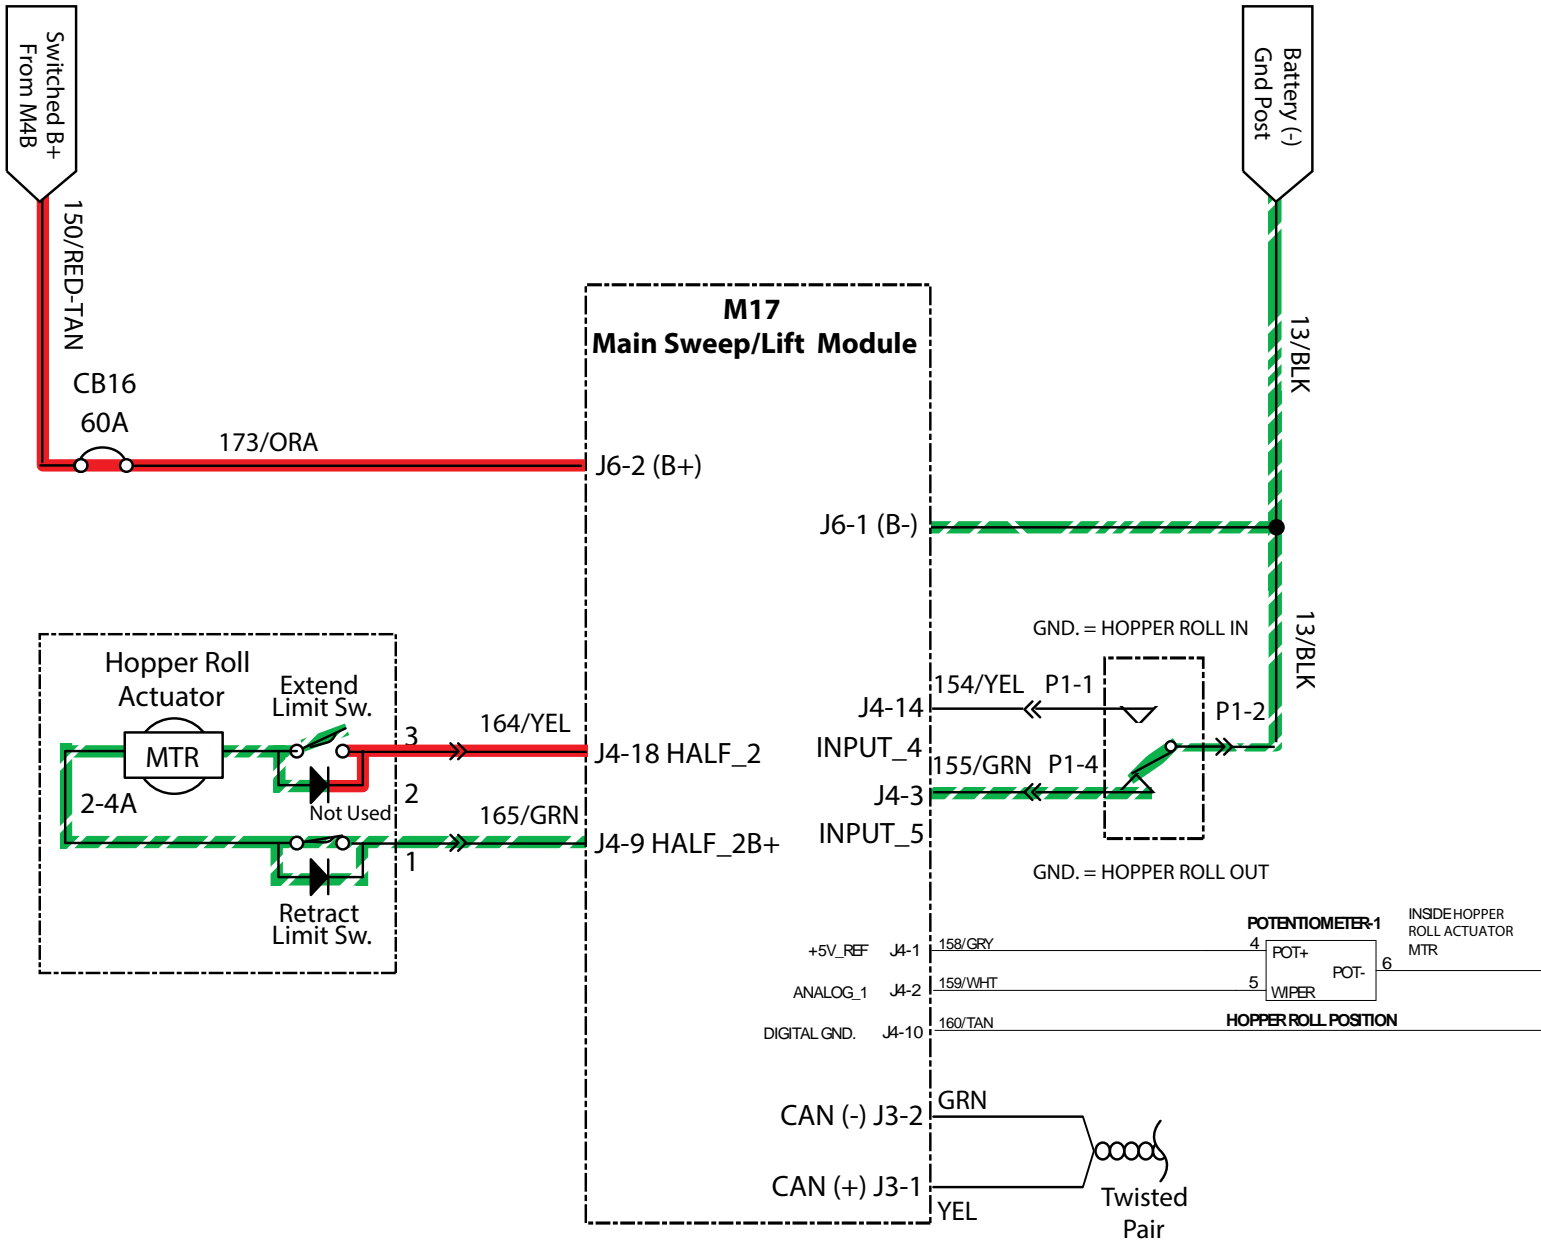 Switched B+
From M4B
Battery (-)
Gnd Post
150/RED-TAN
13/BLK
M17
Main Sweep/Lift Module
CB16
60A
173/ORA
J6-2 (B+)
J6-1 (B-)
GND. = HOPPER ROLL IN
13/BLK
Hopper Roll
Actuator
Extend
Limit Sw.
MTR
3
164/YEL
J4-18 HALF_2
2
Not Used
2-4A
165/GRN
J4-9 HALF_2B+
1
Retract
Limit Sw.
J4-14
154/YEL
P1-1
P1-2
INPUT_4
155/GRN
P1-4
J4-3
INPUT_5
GND. = HOPPER ROLL OUT
POTENTIOMETER-1
INSIDE HOPPER
ROLL ACTUATOR
MTR
+5V_REF J4-1 158/GRY
4
POT+
POT-
6
ANALOG_1 J4-2 159/WHT
5
WIPER
DIGITAL GND. J4-10 160/TAN
HOPPER ROLL POSITION
CAN (-) J3-2
GRN
CAN (+) J3-1
YEL
Twisted
Pair